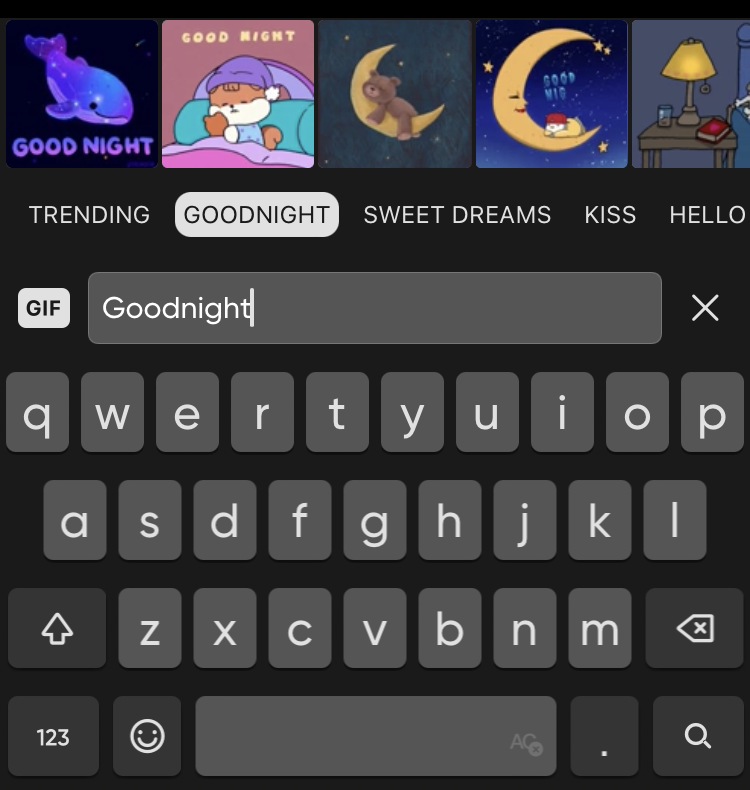 GOOD NIGHT
GOOD NIGHT
GOOD
NIG
TRENDING GOODNIGHT SWEET DREAMS KISS HELLO
GIF Goodnight
q w e r t y u i o p
a s d f g h j k l
z x c v b n m
123 .